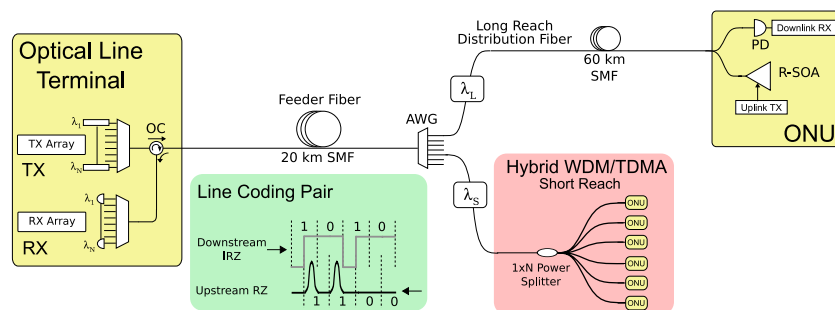 Optical Line
Terminal
λ1
TX Array
λN
TX
OC
λ1
RX Array
λN
RX
Feeder Fiber
20 km SMF
AWG
λL
λS
Long Reach
Distribution Fiber
60 km
SMF
PD
Downlink RX
R-SOA
Uplink TX
ONU
Line Coding Pair
1 0 1 0
Downstream
IRZ
Upstream RZ
1 1 0 0
Hybrid WDM/TDMA
Short Reach
1xN Power
Splitter
ONU
ONU
ONU
ONU
ONU
ONU